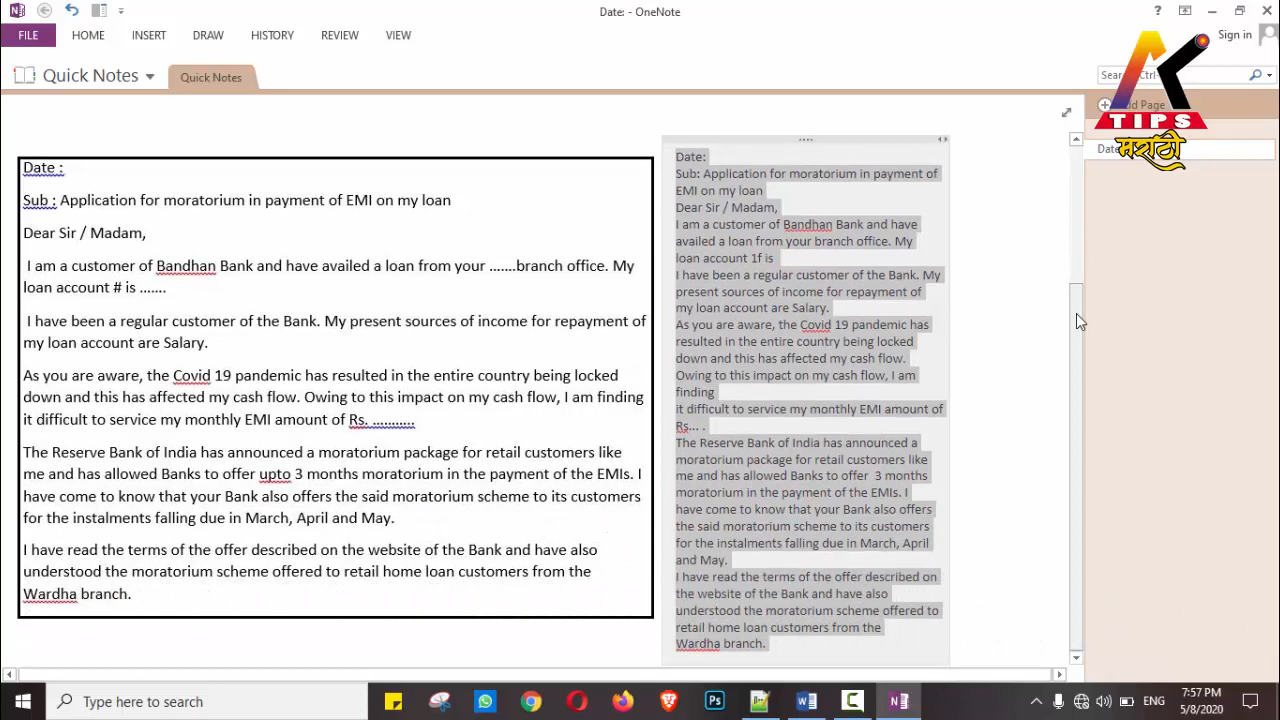 Date: - OneNote
?
FILE
HOME
INSERT
DRAW
HISTORY
REVIEW
VIEW
Sign in
Quick Notes
Quick Notes
Add Page
TIPS
मराठी
Date :
Sub : Application for moratorium in payment of EMI on my loan
Dear Sir / Madam,
I am a customer of Bandhan Bank and have availed a loan from your .......branch office. My
loan account # is .......
I have been a regular customer of the Bank. My present sources of income for repayment of
my loan account are Salary.
As you are aware, the Covid 19 pandemic has resulted in the entire country being locked
down and this has affected my cash flow. Owing to this impact on my cash flow, I am finding
it difficult to service my monthly EMI amount of Rs. ...........
The Reserve Bank of India has announced a moratorium package for retail customers like
me and has allowed Banks to offer upto 3 months moratorium in the payment of the EMIs. I
have come to know that your Bank also offers the said moratorium scheme to its customers
for the instalments falling due in March, April and May.
I have read the terms of the offer described on the website of the Bank and have also
understood the moratorium scheme offered to retail home loan customers from the
Wardha branch.
Date:
Sub: Application for moratorium in payment of
EMI on my loan
Dear Sir / Madam,
I am a customer of Bandhan Bank and have
availed a loan from your branch office. My
loan account 1f is
I have been a regular customer of the Bank. My
present sources of income for repayment of
my loan account are Salary.
As you are aware, the Covid 19 pandemic has
resulted in the entire country being locked
down and this has affected my cash flow.
Owing to this impact on my cash flow, I am
finding
it difficult to service my monthly EMI amount of
Rs... .
The Reserve Bank of India has announced a
moratorium package for retail customers like
me and has allowed Banks to offer  3 months
moratorium in the payment of the EMIs. I
have come to know that your Bank also offers
the said moratorium scheme to its customers
for the instalments falling due in March, April
and May.
I have read the terms of the offer described on
the website of the Bank and have also
understood the moratorium scheme offered to
retail home loan customers from the
Wardha branch.
Type here to search
Ps
ENG
7:57 PM
5/8/2020